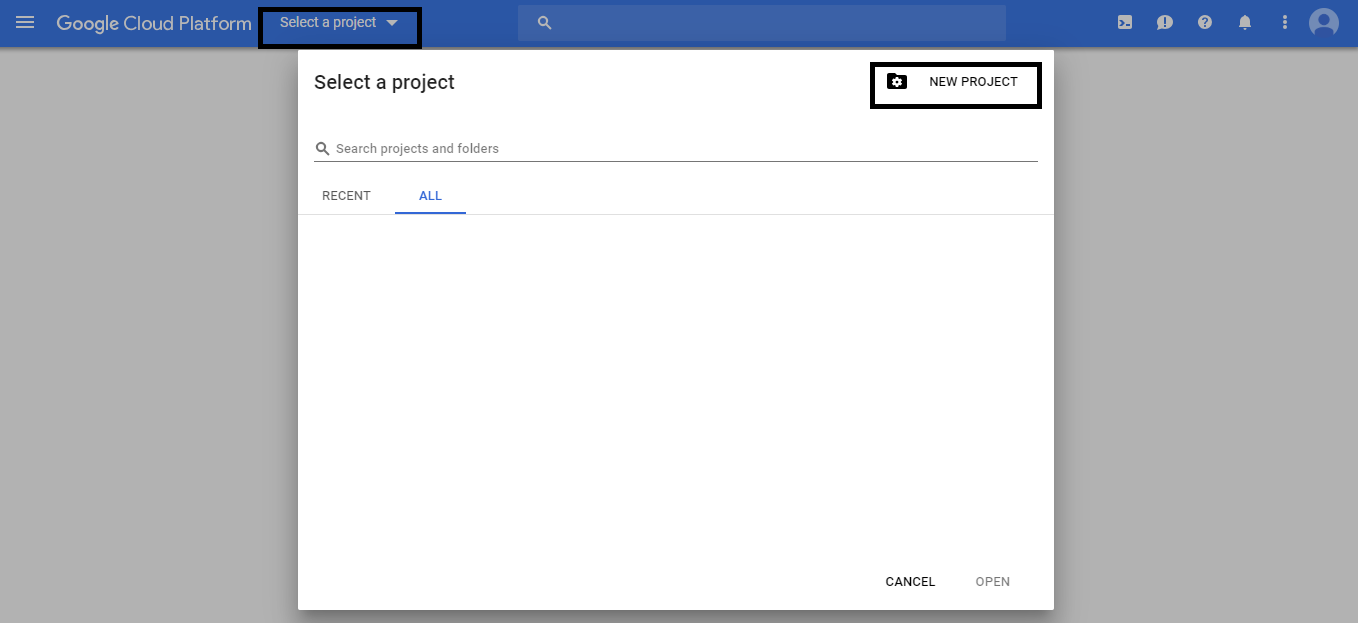 Google Cloud Platform
Select a project
Select a project
NEW PROJECT
Search projects and folders
RECENT
ALL
CANCEL
OPEN